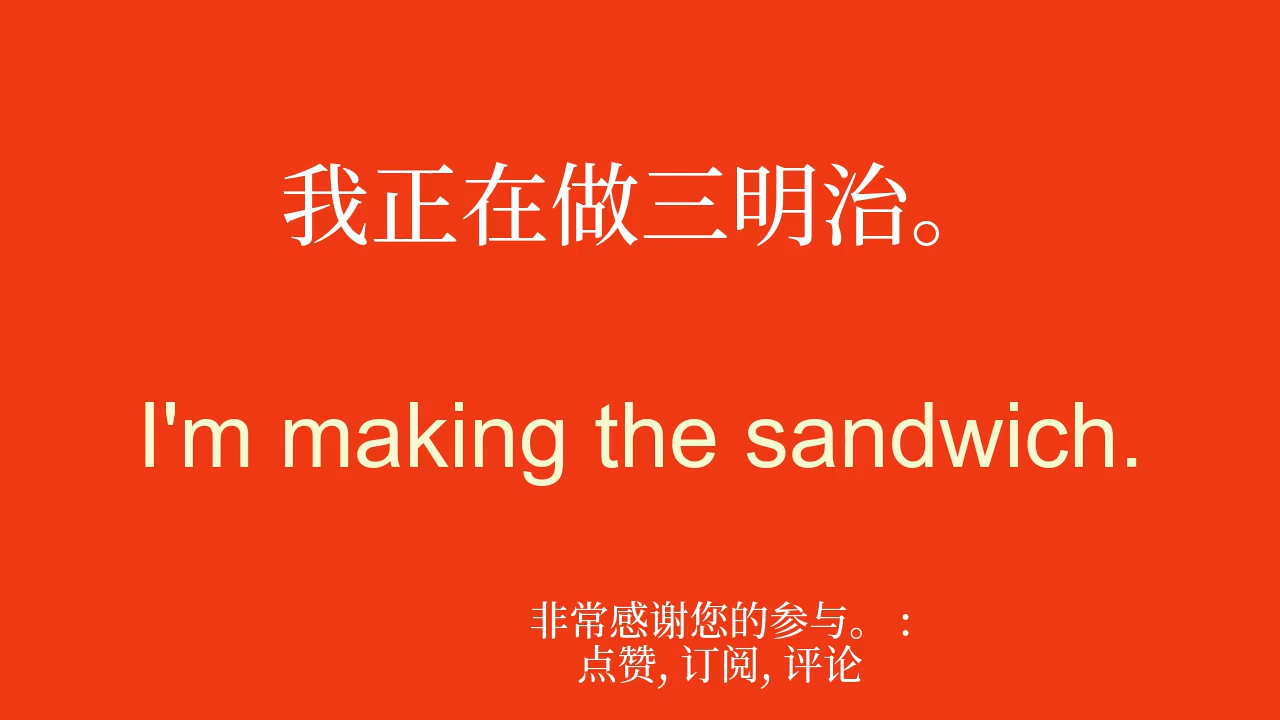 我正在做三明治。
I'm making the sandwich.
非常感谢您的参与。 :
点赞, 订阅, 评论